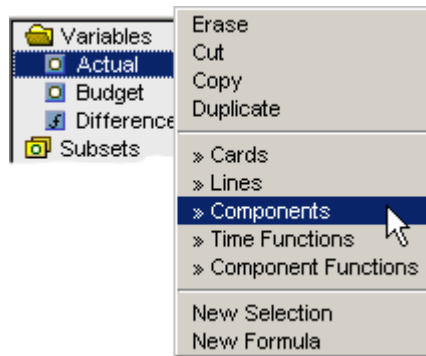 Variables
Actual
Budget
Difference
Subsets
Erase
Cut
Copy
Duplicate
» Cards
» Lines
» Components
» Time Functions
» Component Functions
New Selection
New Formula